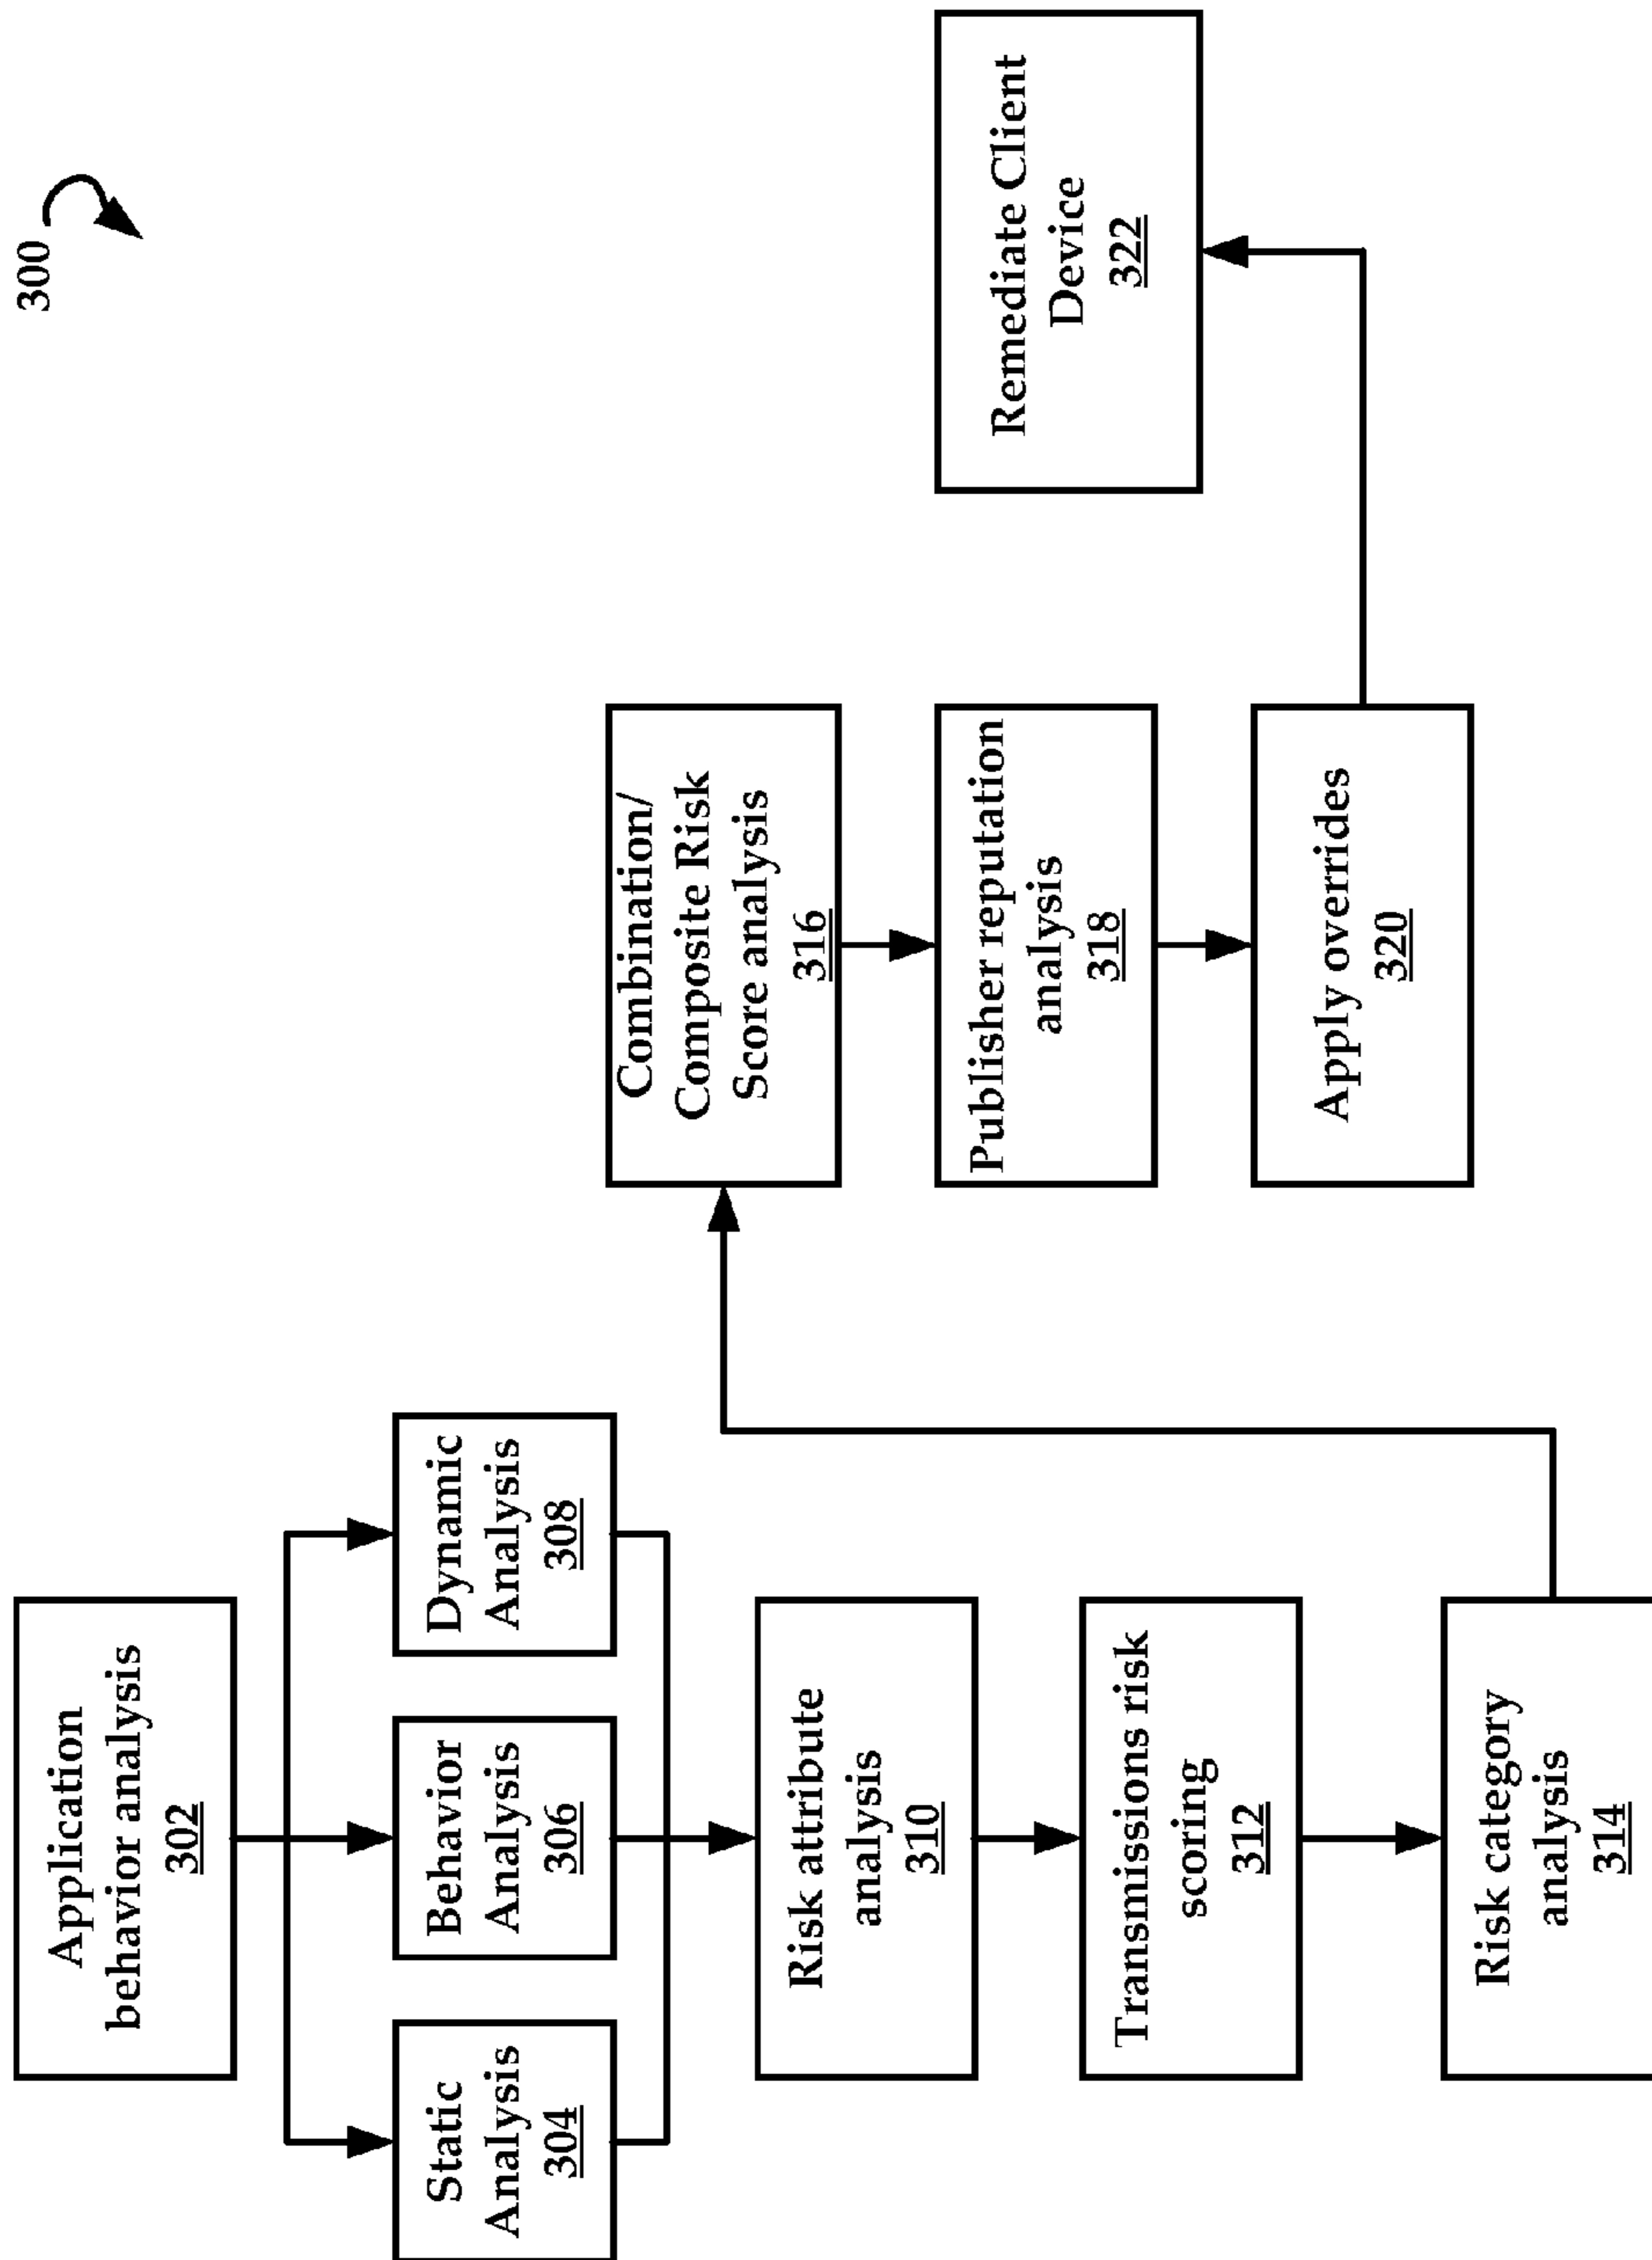 300
Application
behavior analysis
302
Static
Analysis
304
Behavior
Analysis
306
Dynamic
Analysis
308
Risk attribute
analysis
310
Transmissions risk
scoring
312
Risk category
analysis
314
Combination/
Composite Risk
Score analysis
316
Publisher reputation
analysis
318
Apply overrides
320
Remediate Client
Device
322